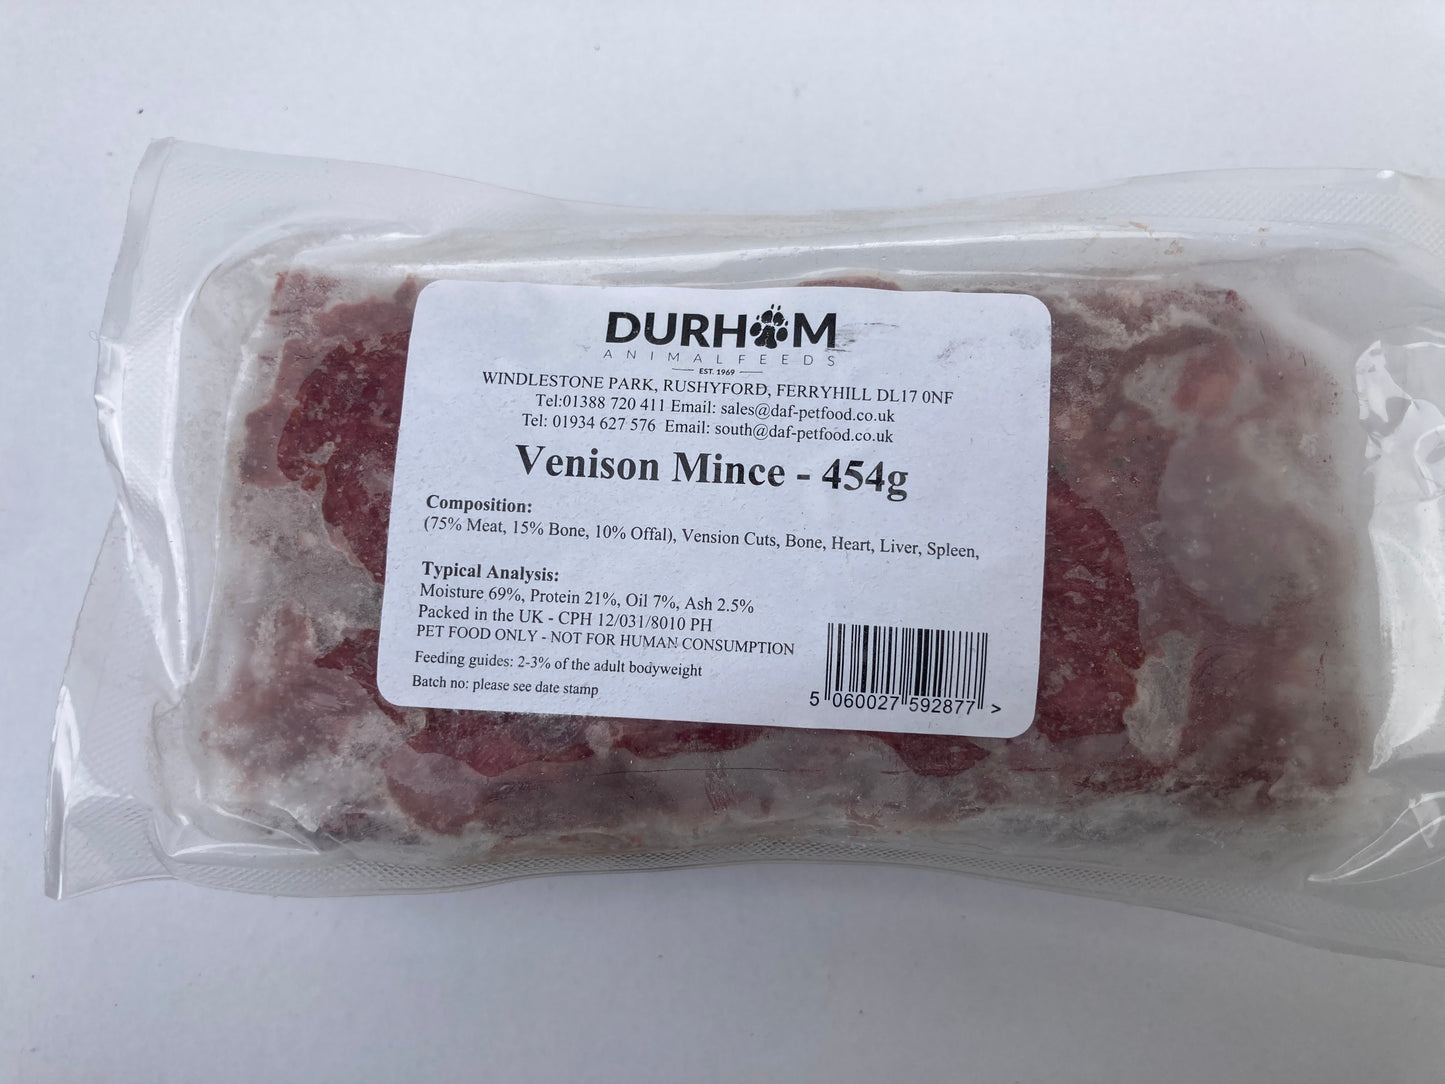 DURHAM
ANIMAL FEEDS
EST. 1969
WINDLESTONE PARK, RUSHYFORD, FERRYHILL DL17 0NF
Tel:01388 720 411 Email: sales@daf-petfood.co.uk
Tel: 01934 627 576 Email: south@daf-petfood.co.uk
Venison Mince - 454g
Composition:
(75% Meat, 15% Bone, 10% Offal), Vension Cuts, Bone, Heart, Liver, Spleen,
Typical Analysis:
Moisture 69%, Protein 21%, Oil 7%, Ash 2.5%
Packed in the UK - CPH 12/031/8010 PH
PET FOOD ONLY - NOT FOR HUMAN CONSUMPTION
Feeding guides: 2-3% of the adult bodyweight
Batch no: please see date stamp
5 060027 592877 >